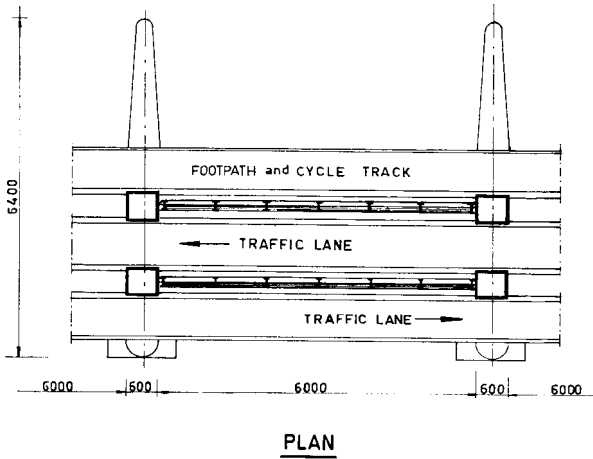 FOOTPATH and CYCLE TRACK
6400
TRAFFIC LANE
TRAFFIC LANE
6000 600 6000 600 6000
PLAN